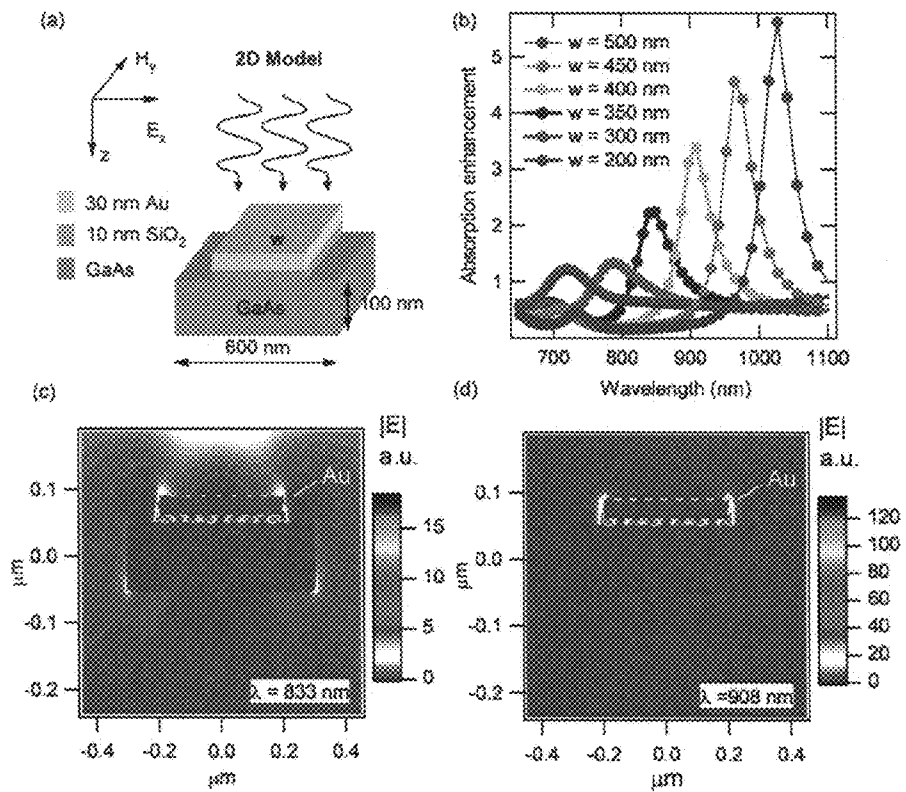 (a)
2D Model
H_y
E_x
z
30 nm Au
10 nm SiO₂
GaAs
w
GaAs
100 nm
600 nm
(b)
w = 500 nm
w = 450 nm
w = 400 nm
w = 350 nm
w = 300 nm
w = 200 nm
Absorption enhancement
5
4
3
2
1
700 800 900 1000 1100
Wavelength (nm)
(c)
|E|
a.u.
Au
0.1
0.0
-0.1
-0.2
μm
15
10
5
0
λ = 833 nm
-0.4 -0.2 0.0 0.2 0.4
μm
(d)
|E|
a.u.
Au
0.1
0.0
-0.1
-0.2
μm
120
100
80
60
40
20
0
λ =908 nm
-0.4 -0.2 0.0 0.2 0.4
μm